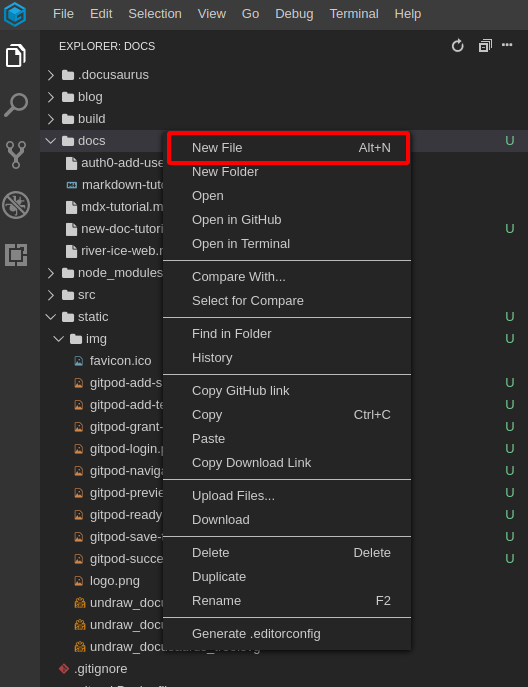 File Edit Selection View Go Debug Terminal Help
EXPLORER: DOCS
.docusaurus
blog
build
docs U
New File Alt+N
auth0-add-use
New Folder
markdown-tuto
Open
mdx-tutorial.m
Open in GitHub
new-doc-tutori U
Open in Terminal
river-ice-web.
node_modules
Compare With...
src
Select for Compare
static U
Find in Folder
img U
History
favicon.ico
gitpod-add-s U
Copy GitHub link
gitpod-add-te U
Copy Ctrl+C
gitpod-grant- U
Paste
gitpod-login. U
Copy Download Link
gitpod-naviga U
gitpod-previe U
Upload Files...
gitpod-ready U
Download
gitpod-save- U
gitpod-succe U
Delete Delete
logo.png
Duplicate
undraw_docu
Rename F2
undraw_docu
Generate .editorconfig
.gitignore